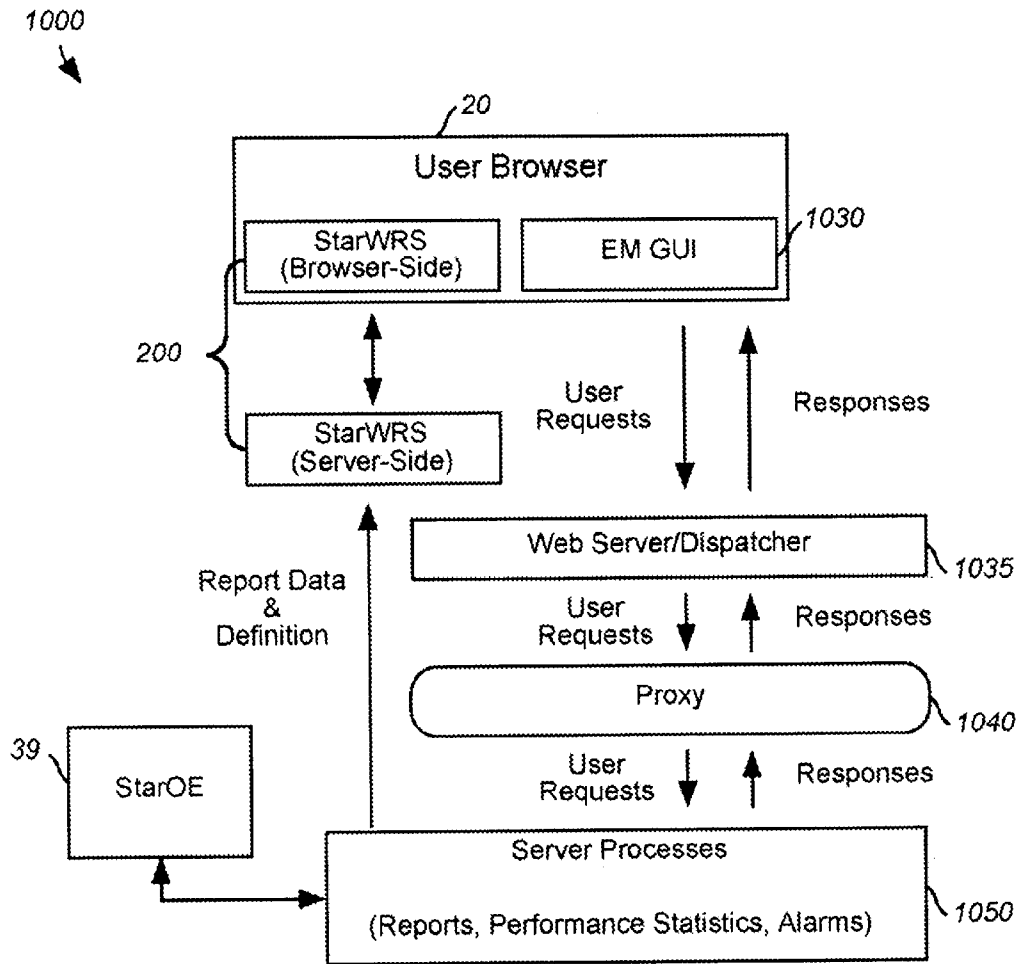 1000
20
User Browser
1030
StarWRS
(Browser-Side)
EM GUI
200
User
Requests
Responses
StarWRS
(Server-Side)
Web Server/Dispatcher
1035
Report Data
&
Definition
User
Requests
Responses
Proxy
1040
39
StarOE
User
Requests
Responses
Server Processes
(Reports, Performance Statistics, Alarms)
1050